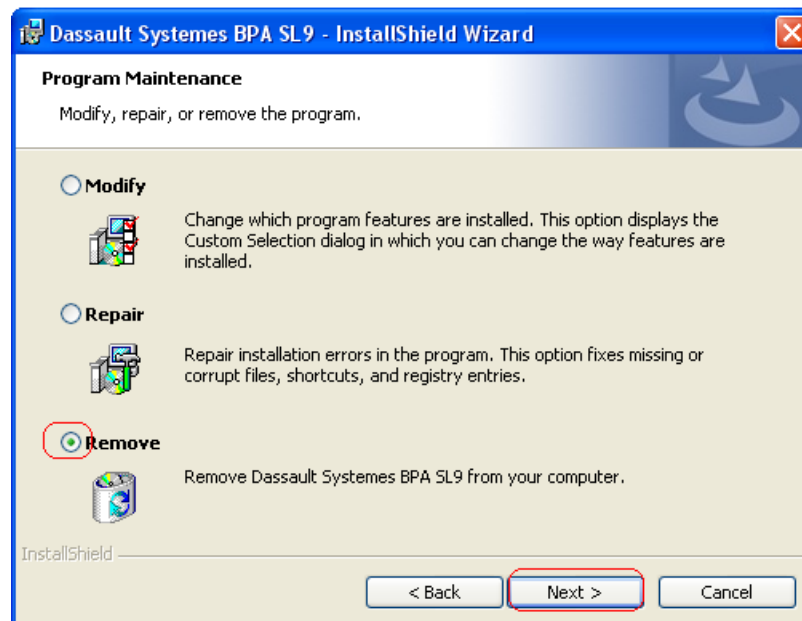 Dassault Systemes BPA SL9 - InstallShield Wizard
Program Maintenance
Modify, repair, or remove the program.
Modify
Change which program features are installed. This option displays the
Custom Selection dialog in which you can change the way features are
installed.
Repair
Repair installation errors in the program. This option fixes missing or
corrupt files, shortcuts, and registry entries.
Remove
Remove Dassault Systemes BPA SL9 from your computer.
InstallShield
< Back Next > Cancel